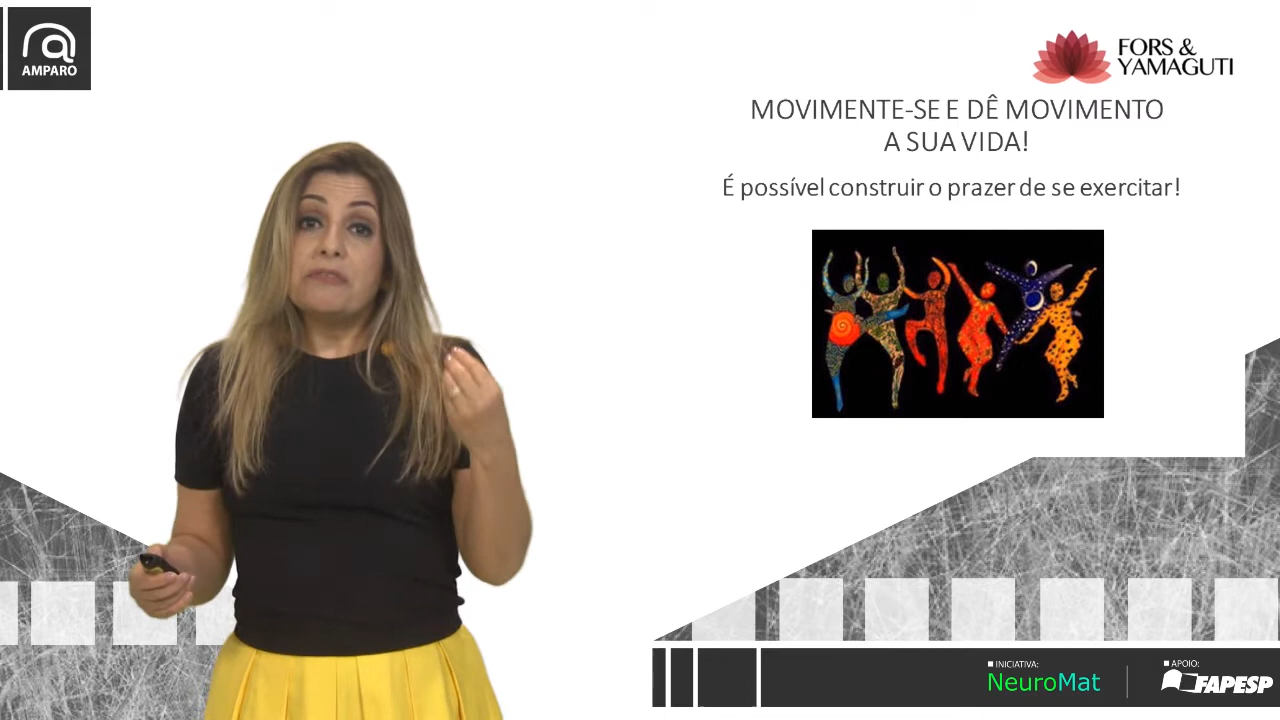 AMPARO
FORS &
YAMAGUTI
MOVIMENTE-SE E DÊ MOVIMENTO
A SUA VIDA!
É possível construir o prazer de se exercitar!
INICIATIVA:
NeuroMat
APOIO:
FAPESP